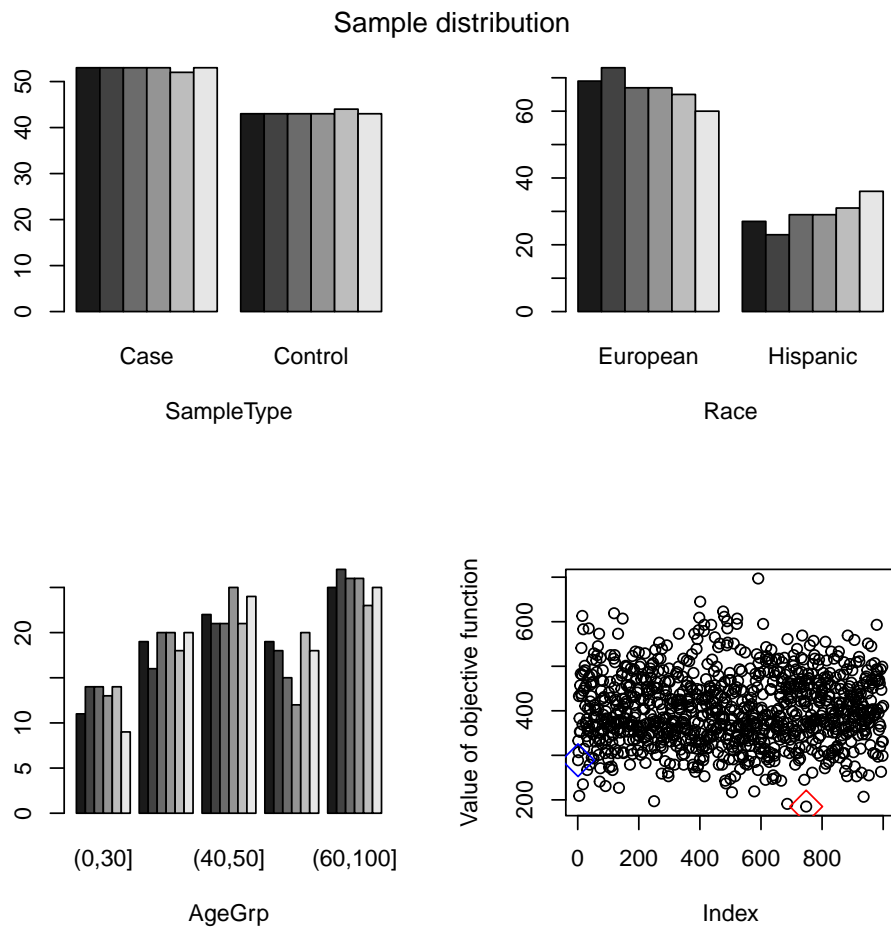 Sample distribution
0 10 20 30 40 50
Case Control
SampleType
0 20 40 60
European Hispanic
Race
0 5 10 20
(0,30] (40,50] (60,100]
AgeGrp
Value of objective function
200 400 600
0 200 400 600 800
Index